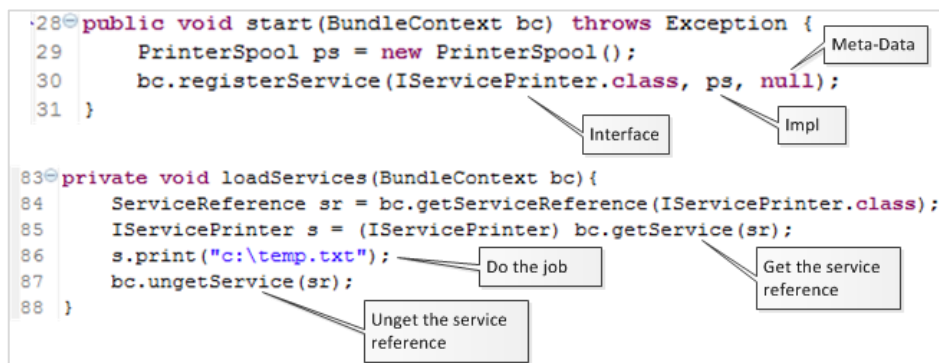 28 public void start(BundleContext bc) throws Exception {
29 PrinterSpool ps = new PrinterSpool();
Meta-Data
30 bc.registerService(IServicePrinter.class, ps, null);
31 }
Interface
Impl
83 private void loadServices(BundleContext bc){
84 ServiceReference sr = bc.getServiceReference(IServicePrinter.class);
85 IServicePrinter s = (IServicePrinter) bc.getService(sr);
86 s.print("c:\temp.txt");
Do the job
Get the service
reference
87 bc.ungetService(sr);
88 }
Unget the service
reference